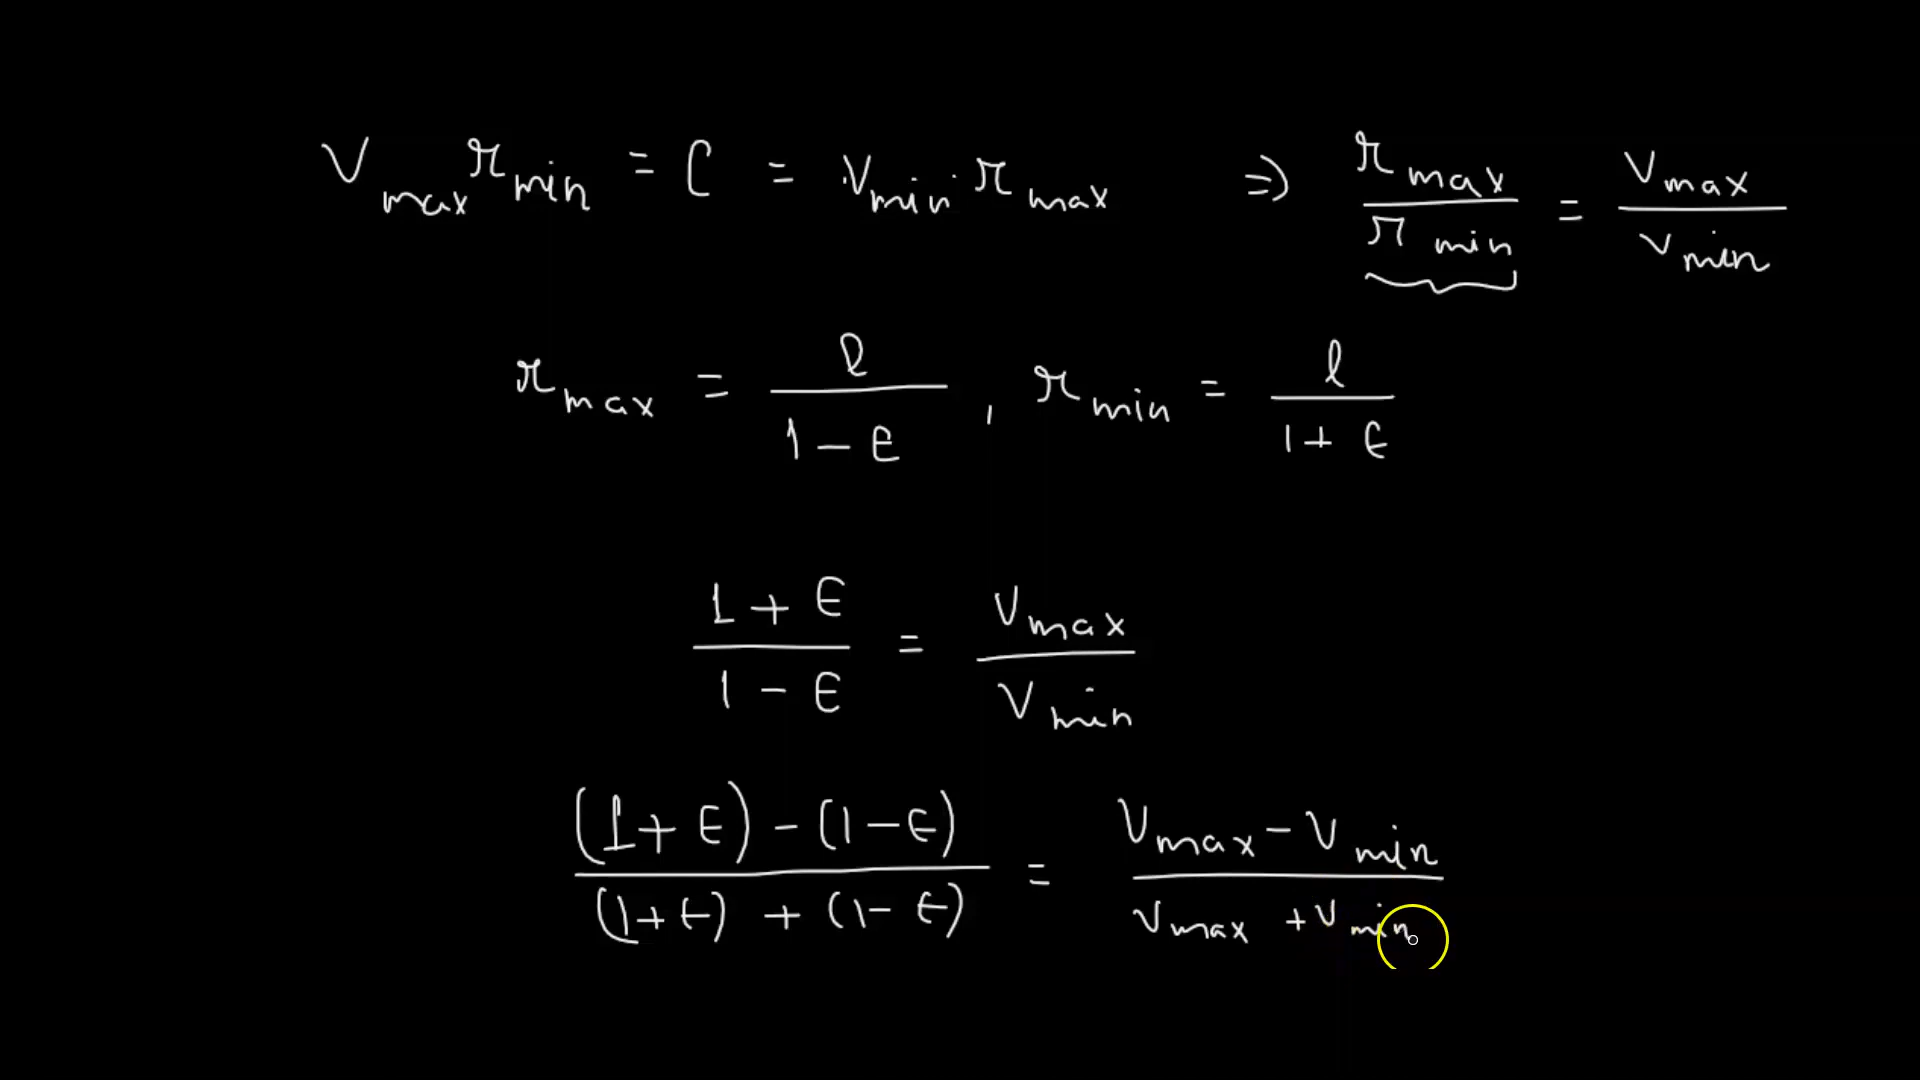 V_max r_min = C = V_min r_max ⇒ r_max / r_min = V_max / V_min
r_max = l / (1 - ϵ) , r_min = l / (1 + ϵ)
(1 + ϵ) / (1 - ϵ) = V_max / V_min
((1 + ϵ) - (1 - ϵ)) / ((1 + ϵ) + (1 - ϵ)) = (V_max - V_min) / (V_max + V_min)